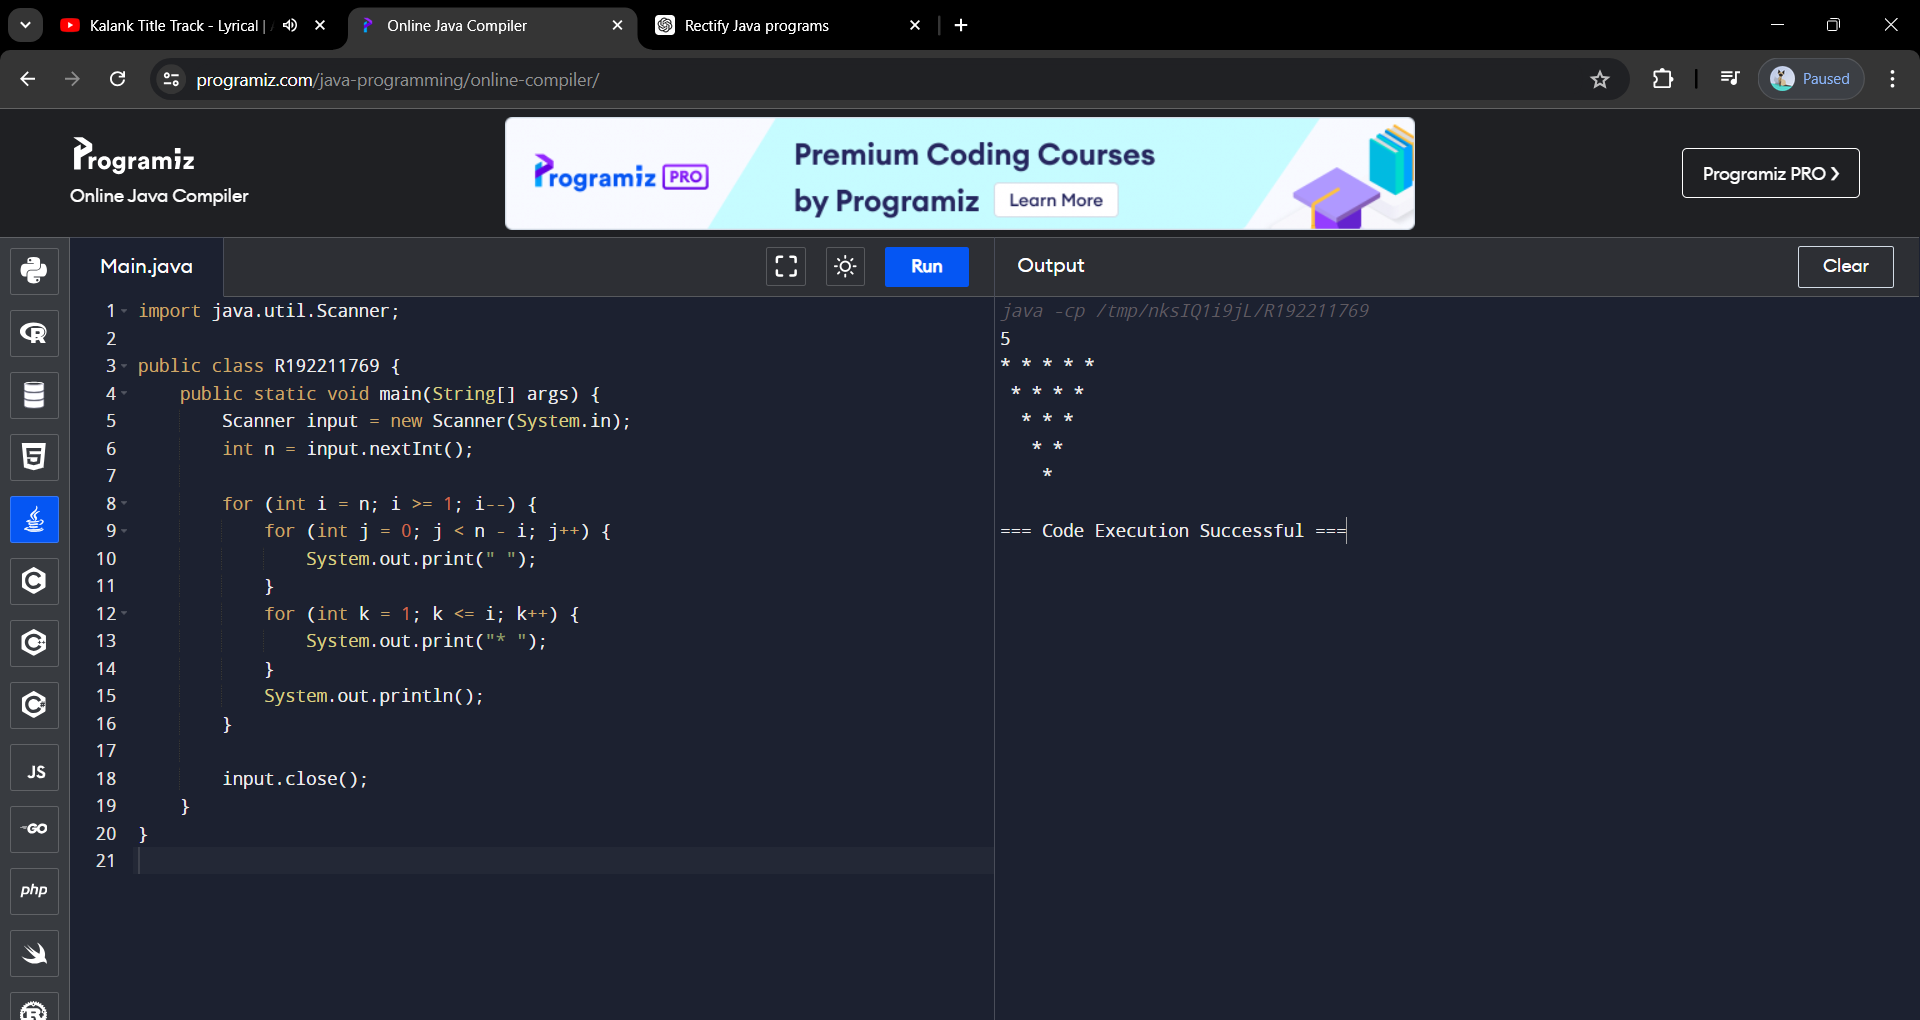 Kalank Title Track - Lyrical |
Online Java Compiler
Rectify Java programs
programiz.com/java-programming/online-compiler/
Paused
Programiz
Online Java Compiler
Programiz PRO
Premium Coding Courses
by Programiz
Learn More
Programiz PRO ❯
Main.java
Run
Output
Clear
1 import java.util.Scanner;
2
3 public class R192211769 {
4     public static void main(String[] args) {
5         Scanner input = new Scanner(System.in);
6         int n = input.nextInt();
7
8         for (int i = n; i >= 1; i--) {
9             for (int j = 0; j < n - i; j++) {
10                 System.out.print(" ");
11             }
12             for (int k = 1; k <= i; k++) {
13                 System.out.print("* ");
14             }
15             System.out.println();
16         }
17
18         input.close();
19     }
20 }
21
java -cp /tmp/nksIQ1i9jL/R192211769
5
* * * * *
 * * * *
  * * *
   * *
    *
=== Code Execution Successful ===
R
5
C
C
C
JS
GO
php
R